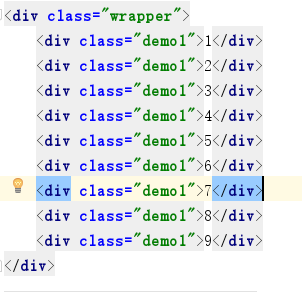 <div class="wrapper">
<div class="demo1">1</div>
<div class="demo1">2</div>
<div class="demo1">3</div>
<div class="demo1">4</div>
<div class="demo1">5</div>
<div class="demo1">6</div>
<div class="demo1">7</div>
<div class="demo1">8</div>
<div class="demo1">9</div>
</div>